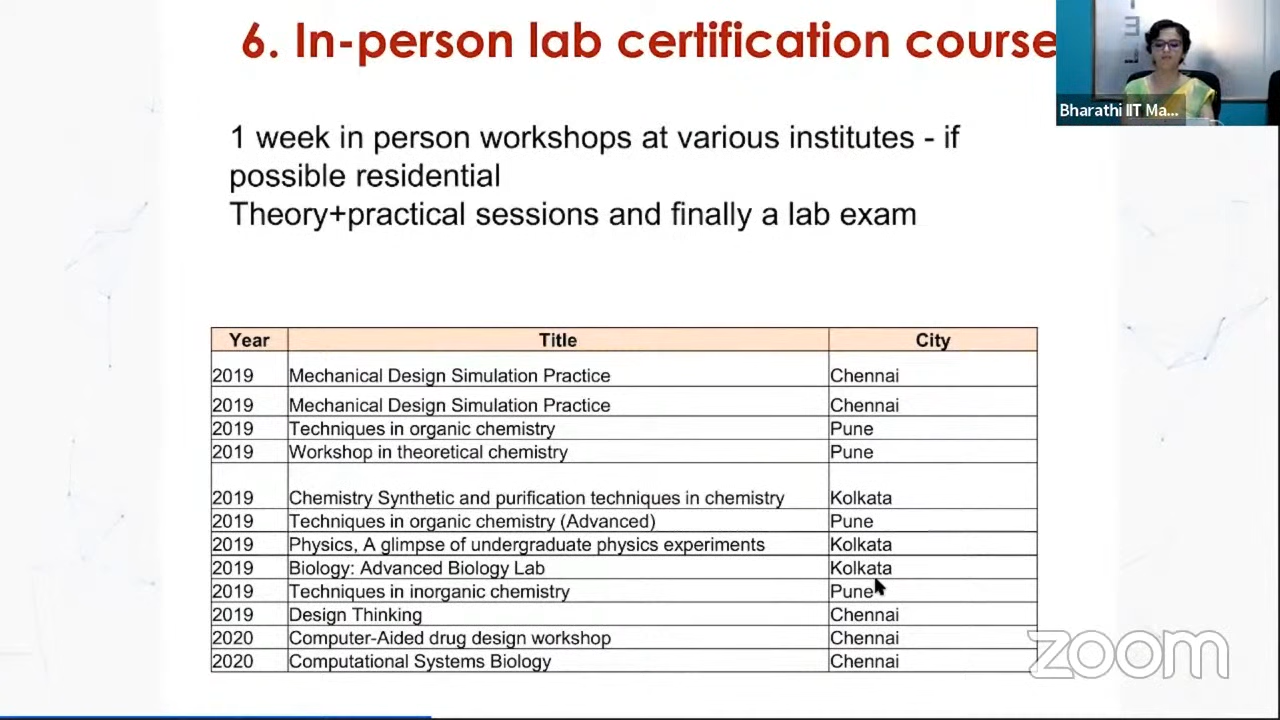 6. In-person lab certification course
Bharathi IIT Ma...
1 week in person workshops at various institutes - if
possible residential
Theory+practical sessions and finally a lab exam
Year Title City
2019 Mechanical Design Simulation Practice Chennai
2019 Mechanical Design Simulation Practice Chennai
2019 Techniques in organic chemistry Pune
2019 Workshop in theoretical chemistry Pune
2019 Chemistry Synthetic and purification techniques in chemistry Kolkata
2019 Techniques in organic chemistry (Advanced) Pune
2019 Physics, A glimpse of undergraduate physics experiments Kolkata
2019 Biology: Advanced Biology Lab Kolkata
2019 Techniques in inorganic chemistry Pune
2019 Design Thinking Chennai
2020 Computer-Aided drug design workshop Chennai
2020 Computational Systems Biology Chennai
zoom